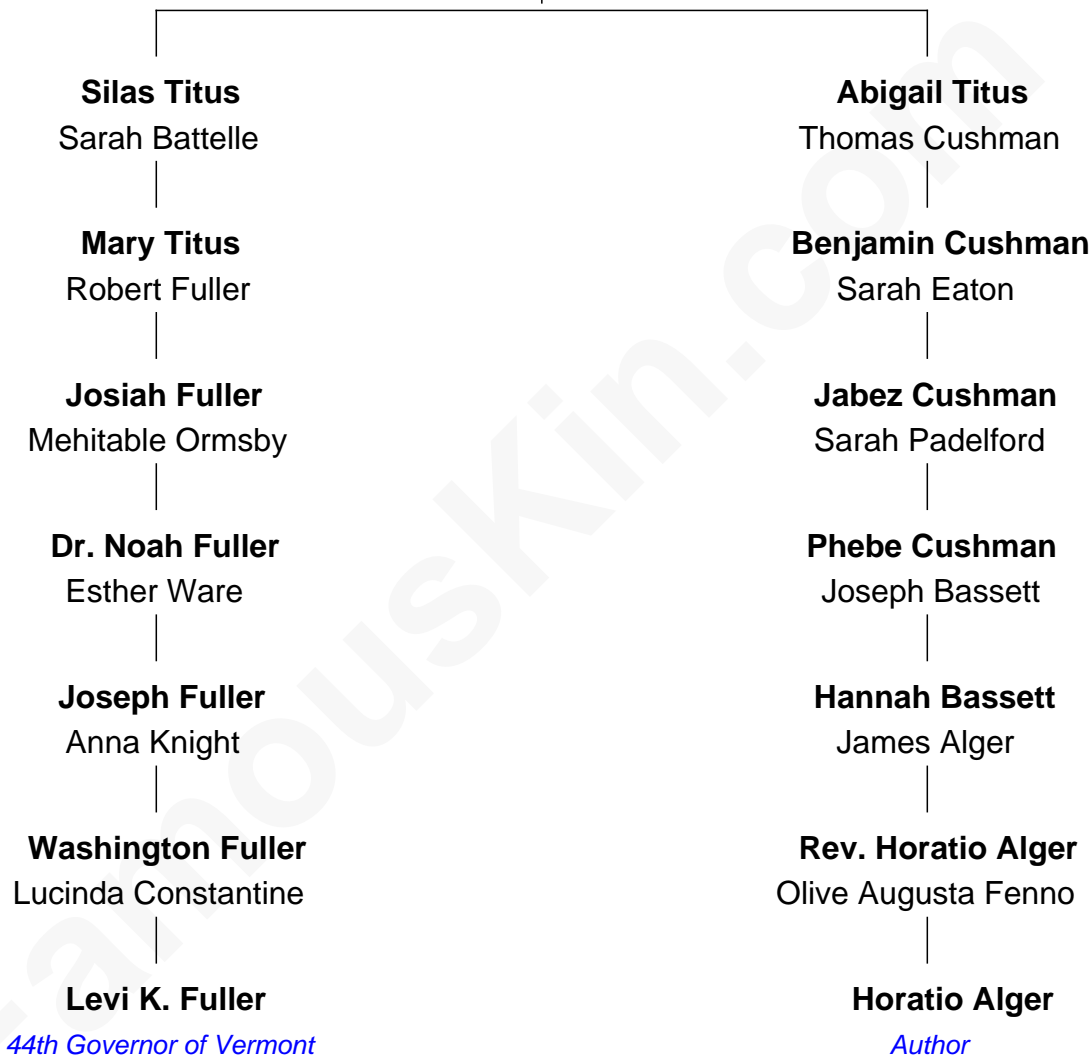 Silas Titus
Sarah Battelle
Mary Titus
Robert Fuller
Josiah Fuller
Mehitable Ormsby
Dr. Noah Fuller
Esther Ware
Joseph Fuller
Anna Knight
Washington Fuller
Lucinda Constantine
Levi K. Fuller
44th Governor of Vermont
Abigail Titus
Thomas Cushman
Benjamin Cushman
Sarah Eaton
Jabez Cushman
Sarah Padelford
Phebe Cushman
Joseph Bassett
Hannah Bassett
James Alger
Rev. Horatio Alger
Olive Augusta Fenno
Horatio Alger
Author
FamousKin.com